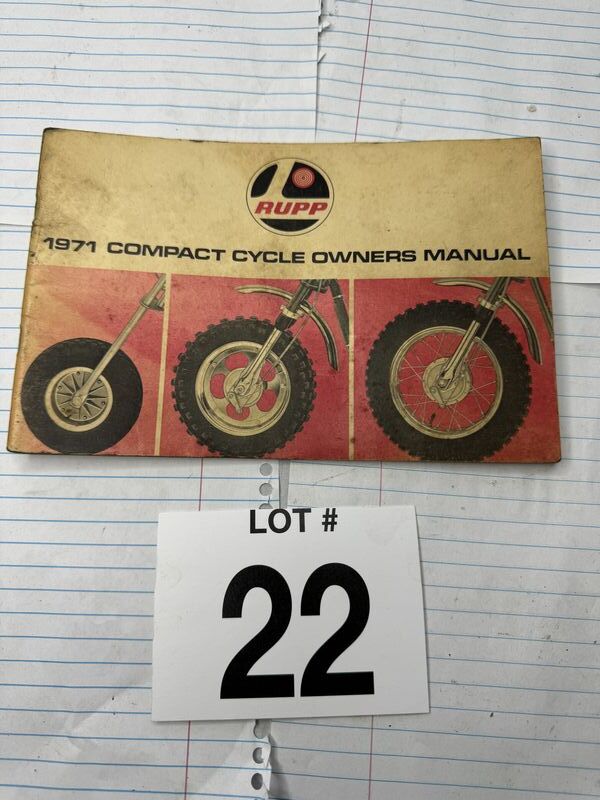 RUPP
1971 COMPACT CYCLE OWNERS MANUAL
LOT #
22